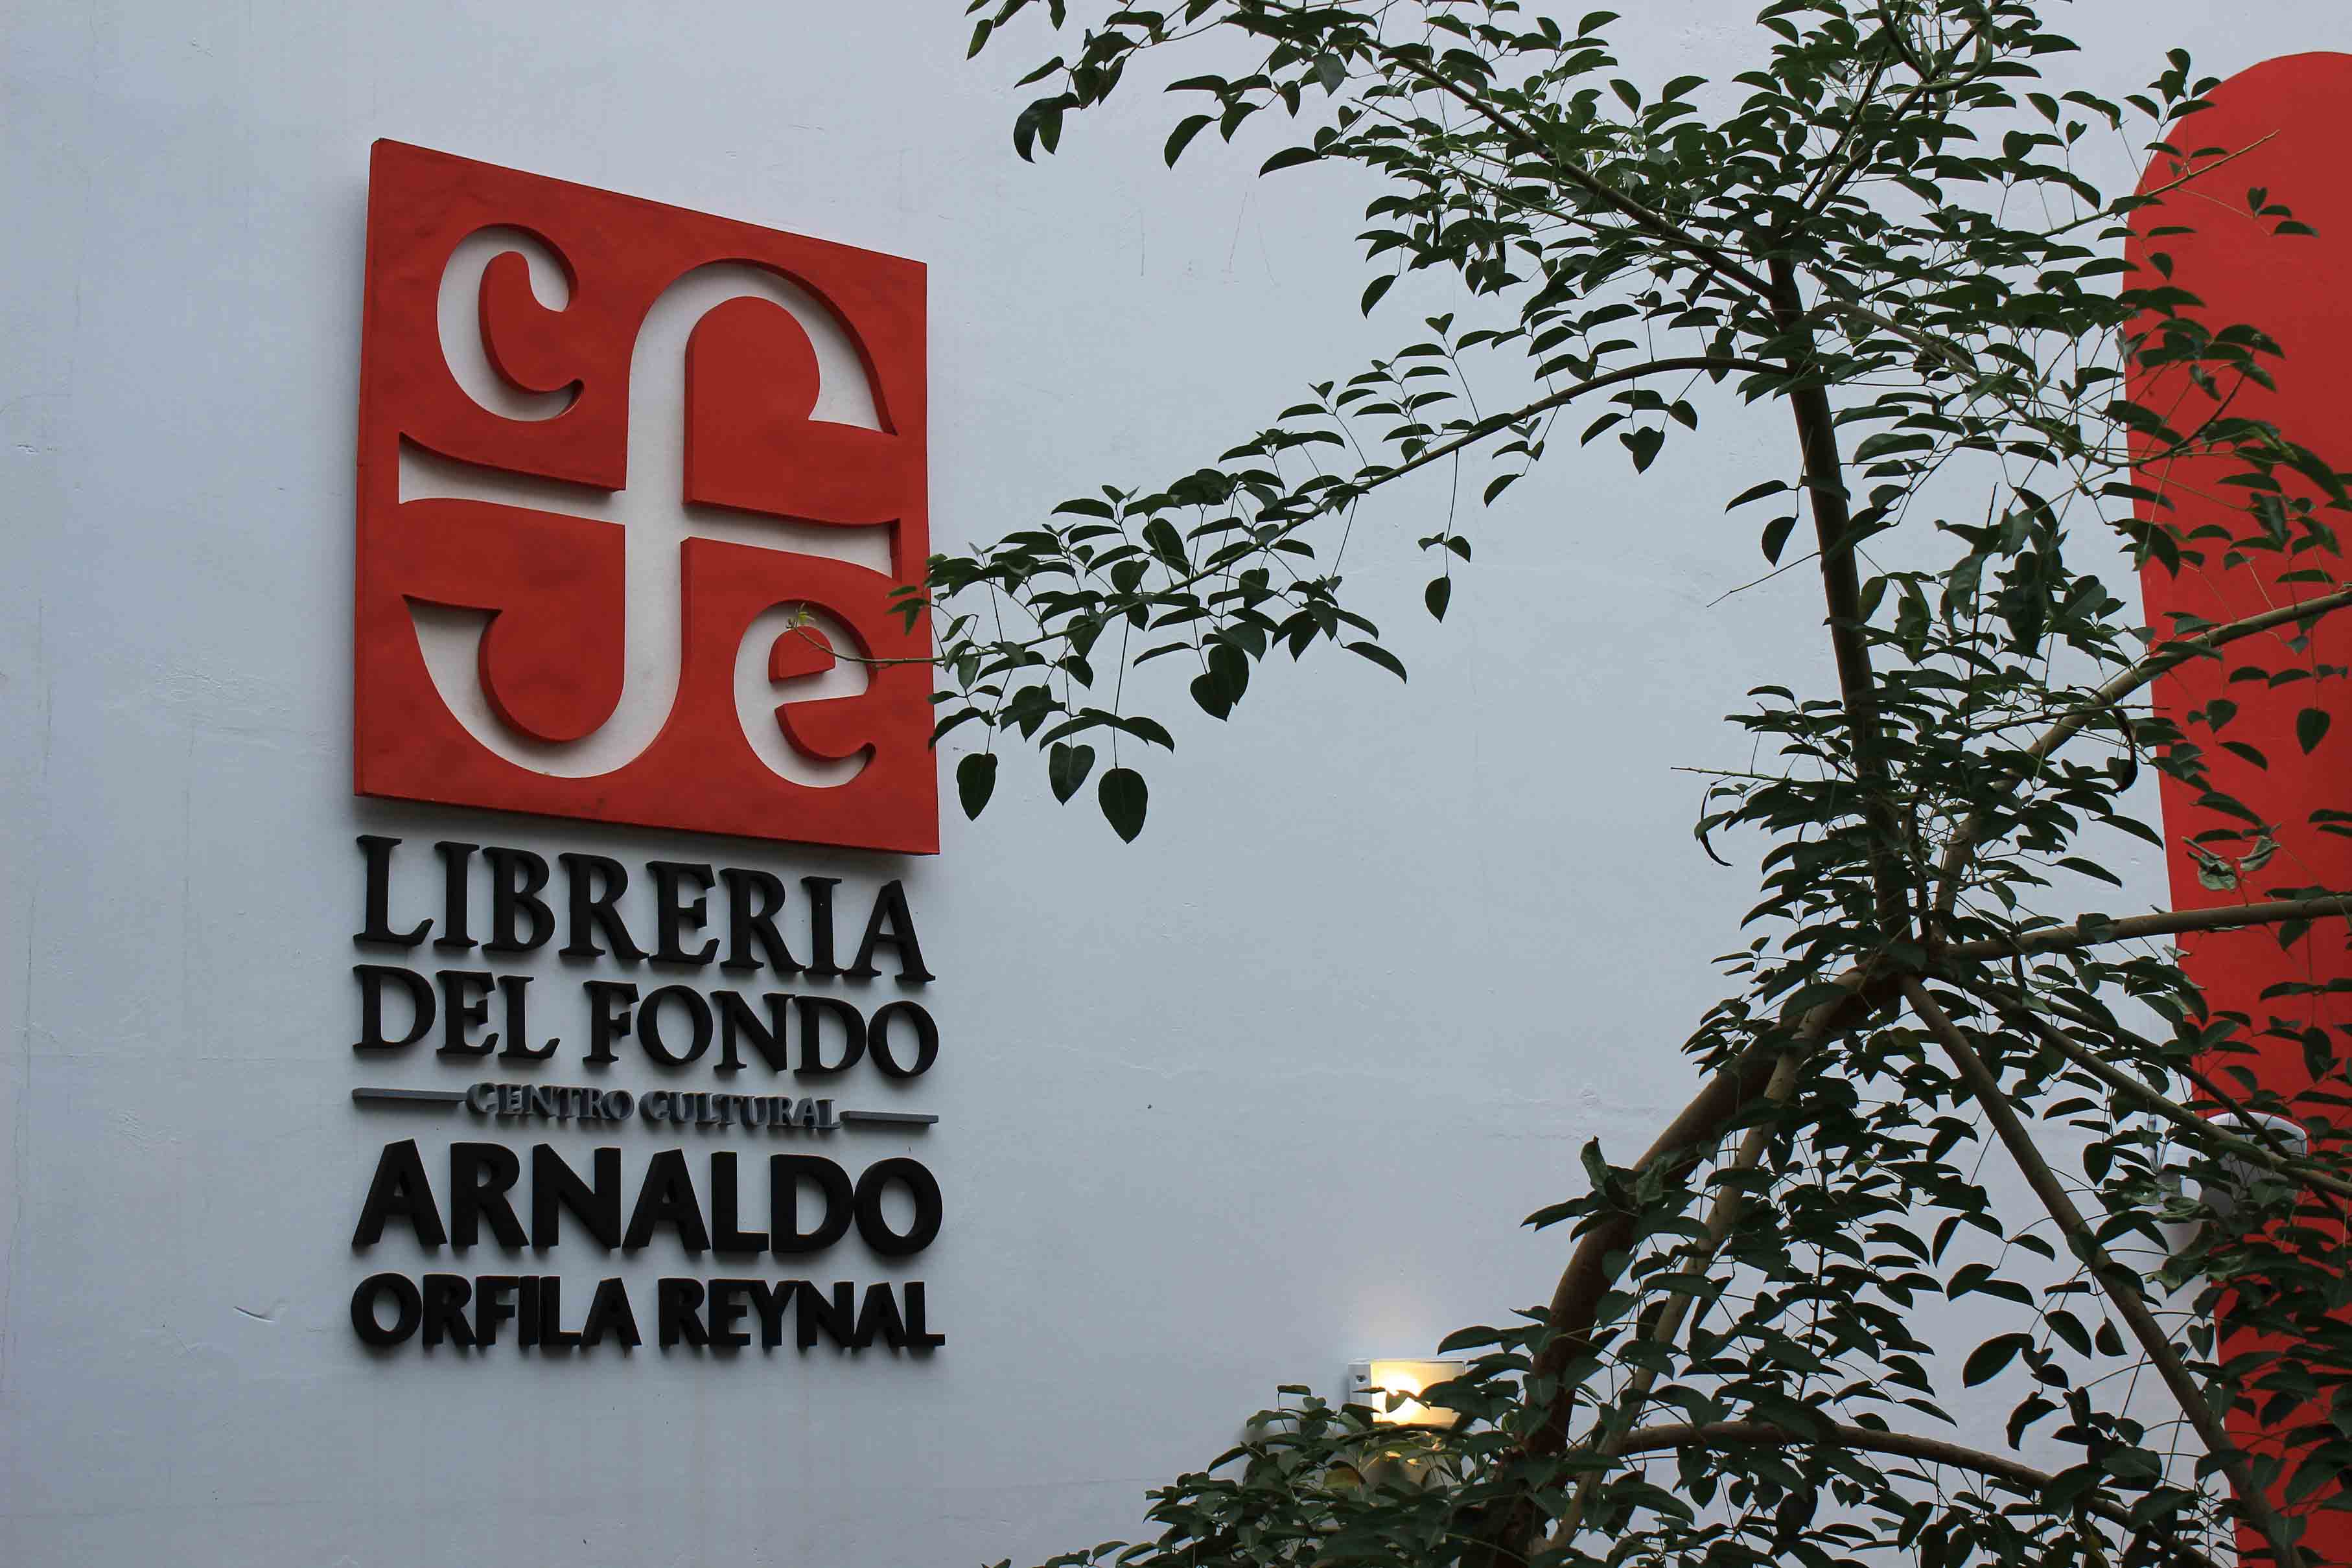 cfe
LIBRERIA
DEL FONDO
CENTRO CULTURAL
ARNALDO
ORFILA REYNAL